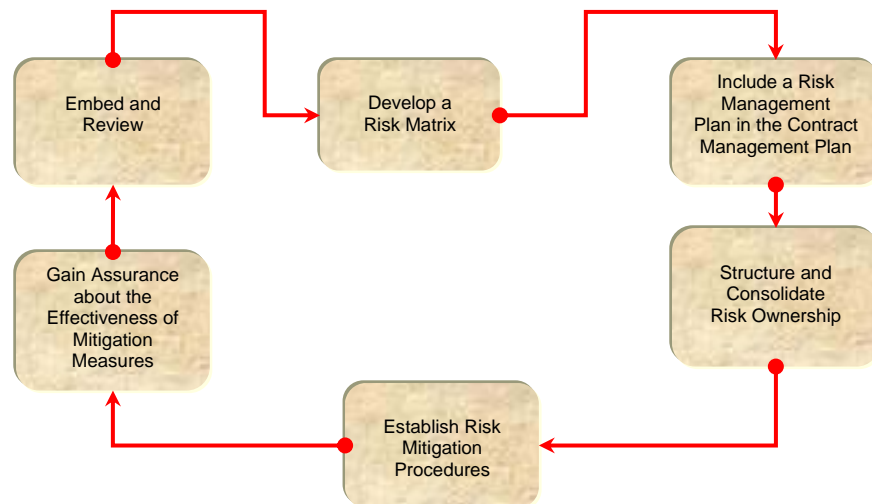 Embed and
Review
Develop a
Risk Matrix
Include a Risk
Management
Plan in the Contract
Management Plan
Structure and
Consolidate
Risk Ownership
Establish Risk
Mitigation
Procedures
Gain Assurance
about the
Effectiveness of
Mitigation
Measures